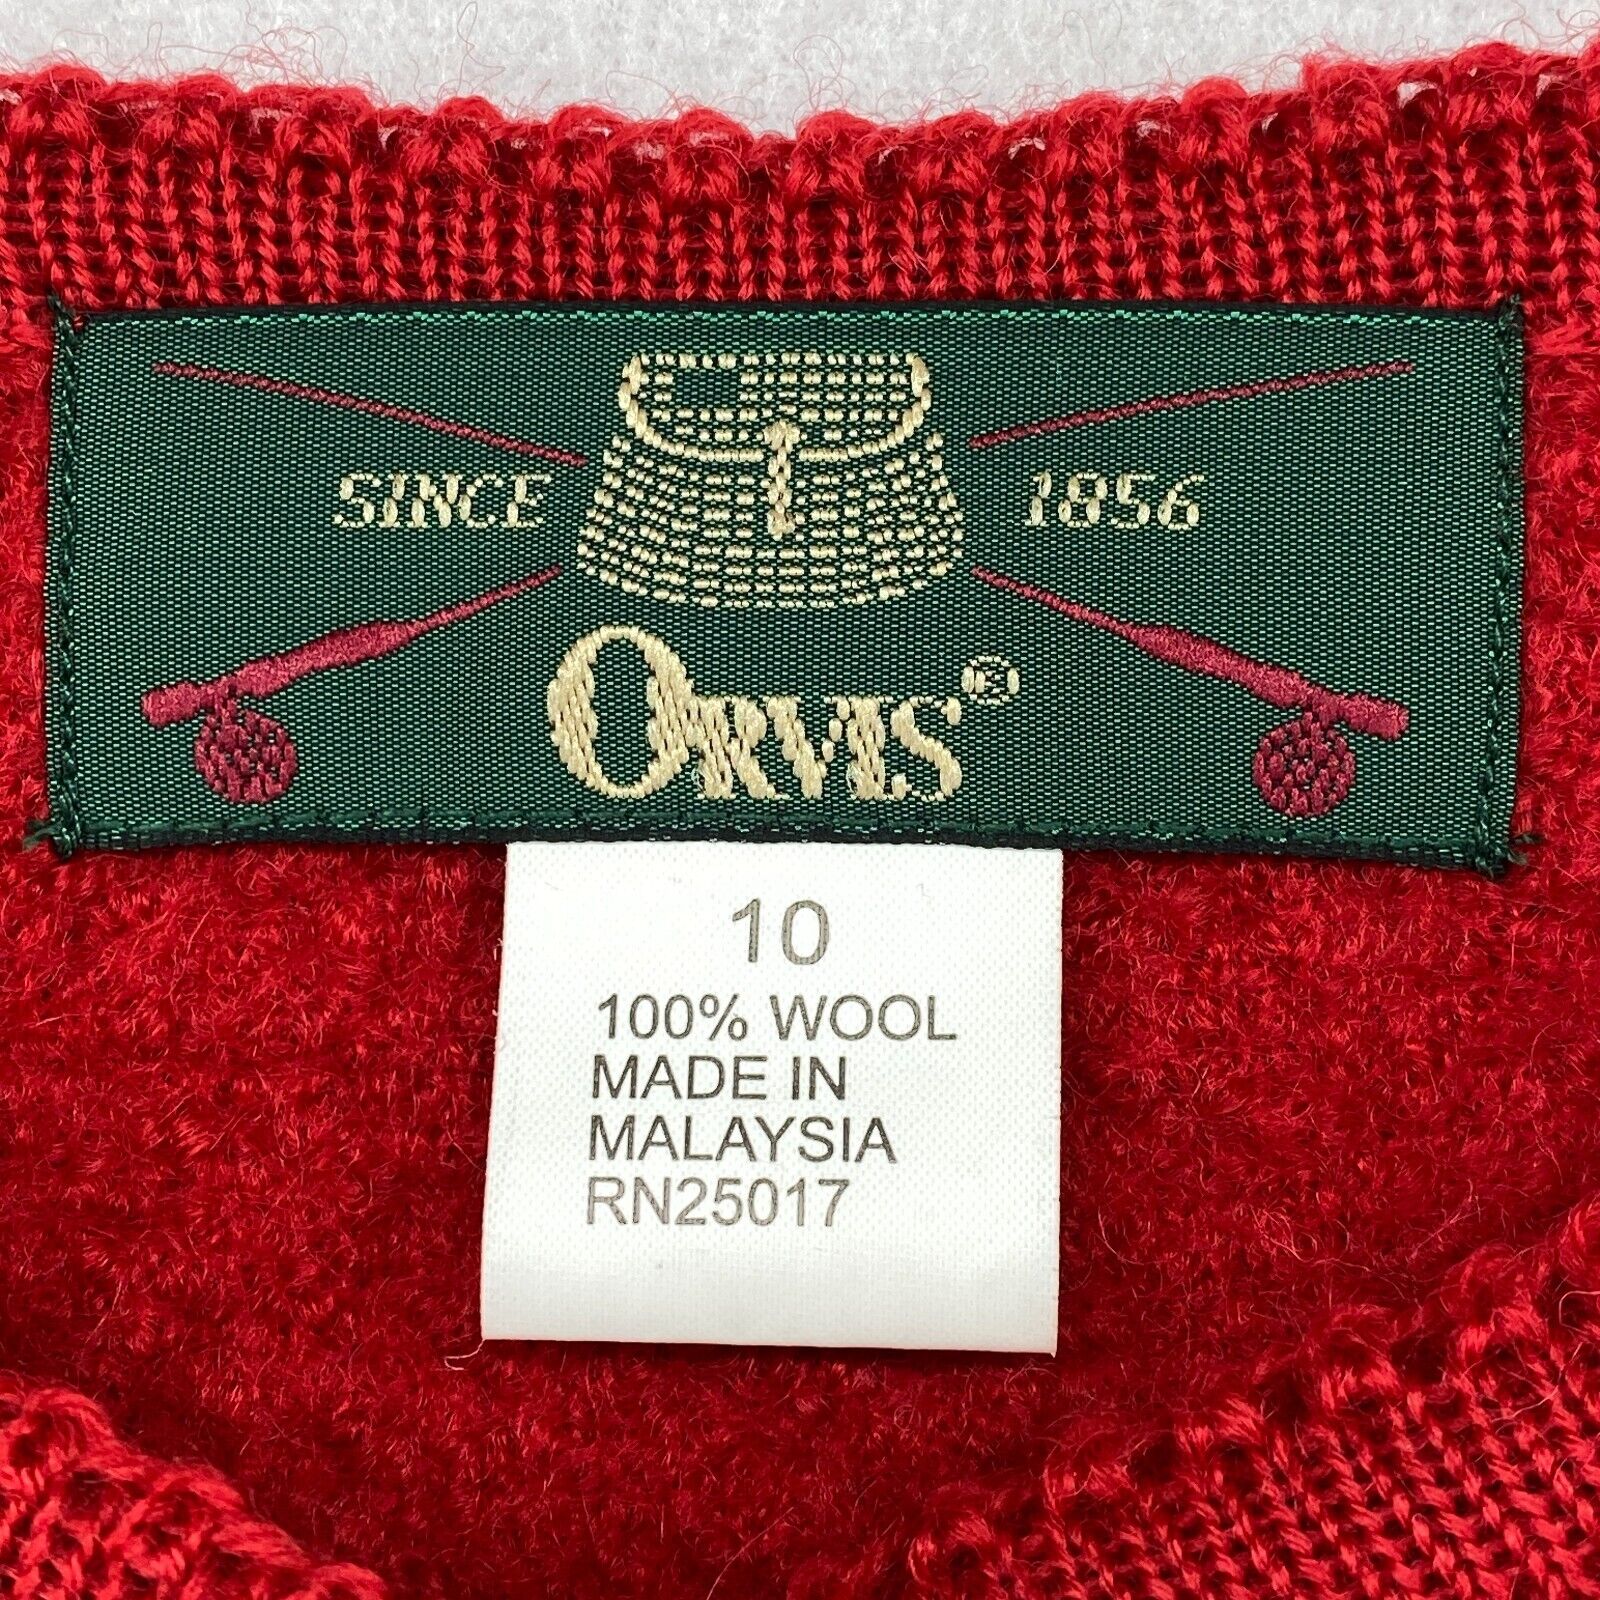 SINCE 1856
ORVIS®
10
100% WOOL
MADE IN
MALAYSIA
RN25017